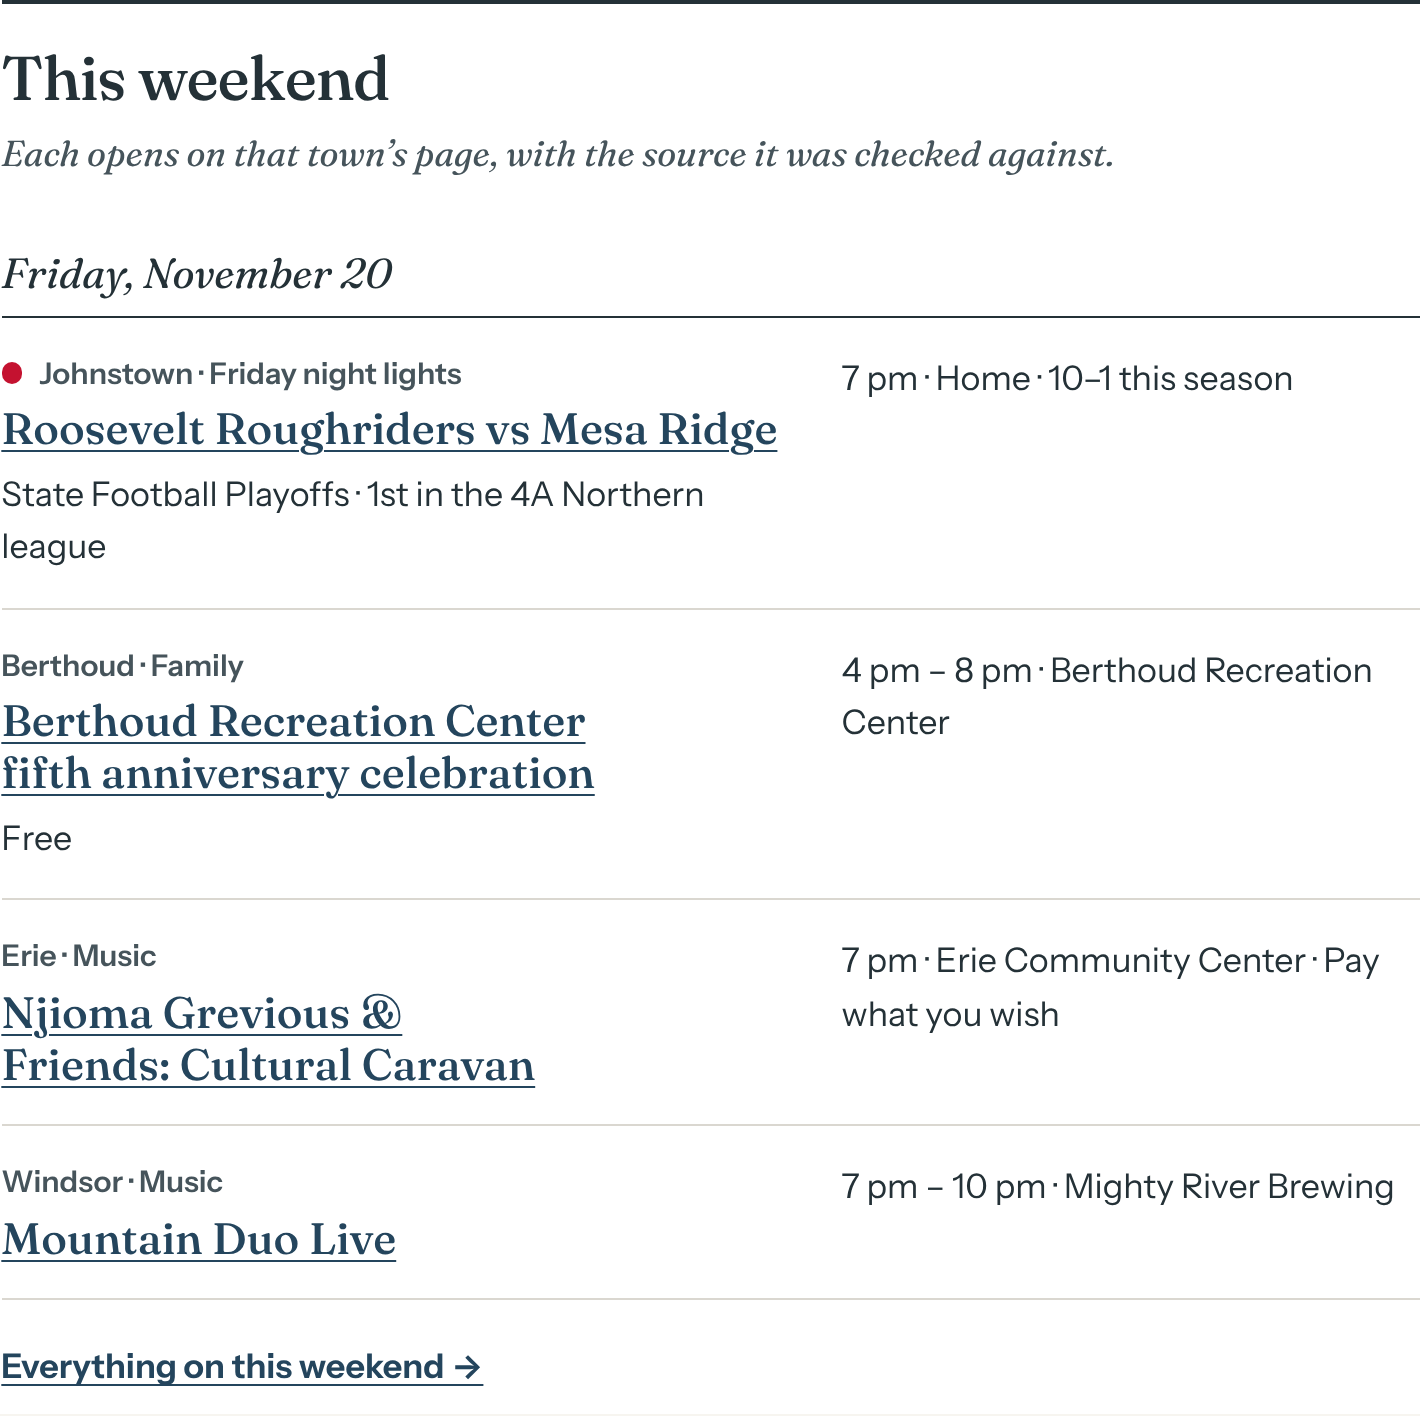 This weekend
Each opens on that town’s page, with the source it was checked against.
Friday, November 20
Johnstown · Friday night lights
Roosevelt Roughriders vs Mesa Ridge
State Football Playoffs · 1st in the 4A Northern
league
7 pm · Home · 10–1 this season
Berthoud · Family
Berthoud Recreation Center
fifth anniversary celebration
Free
4 pm – 8 pm · Berthoud Recreation
Center
Erie · Music
Njioma Grevious &
Friends: Cultural Caravan
7 pm · Erie Community Center · Pay
what you wish
Windsor · Music
Mountain Duo Live
7 pm – 10 pm · Mighty River Brewing
Everything on this weekend →